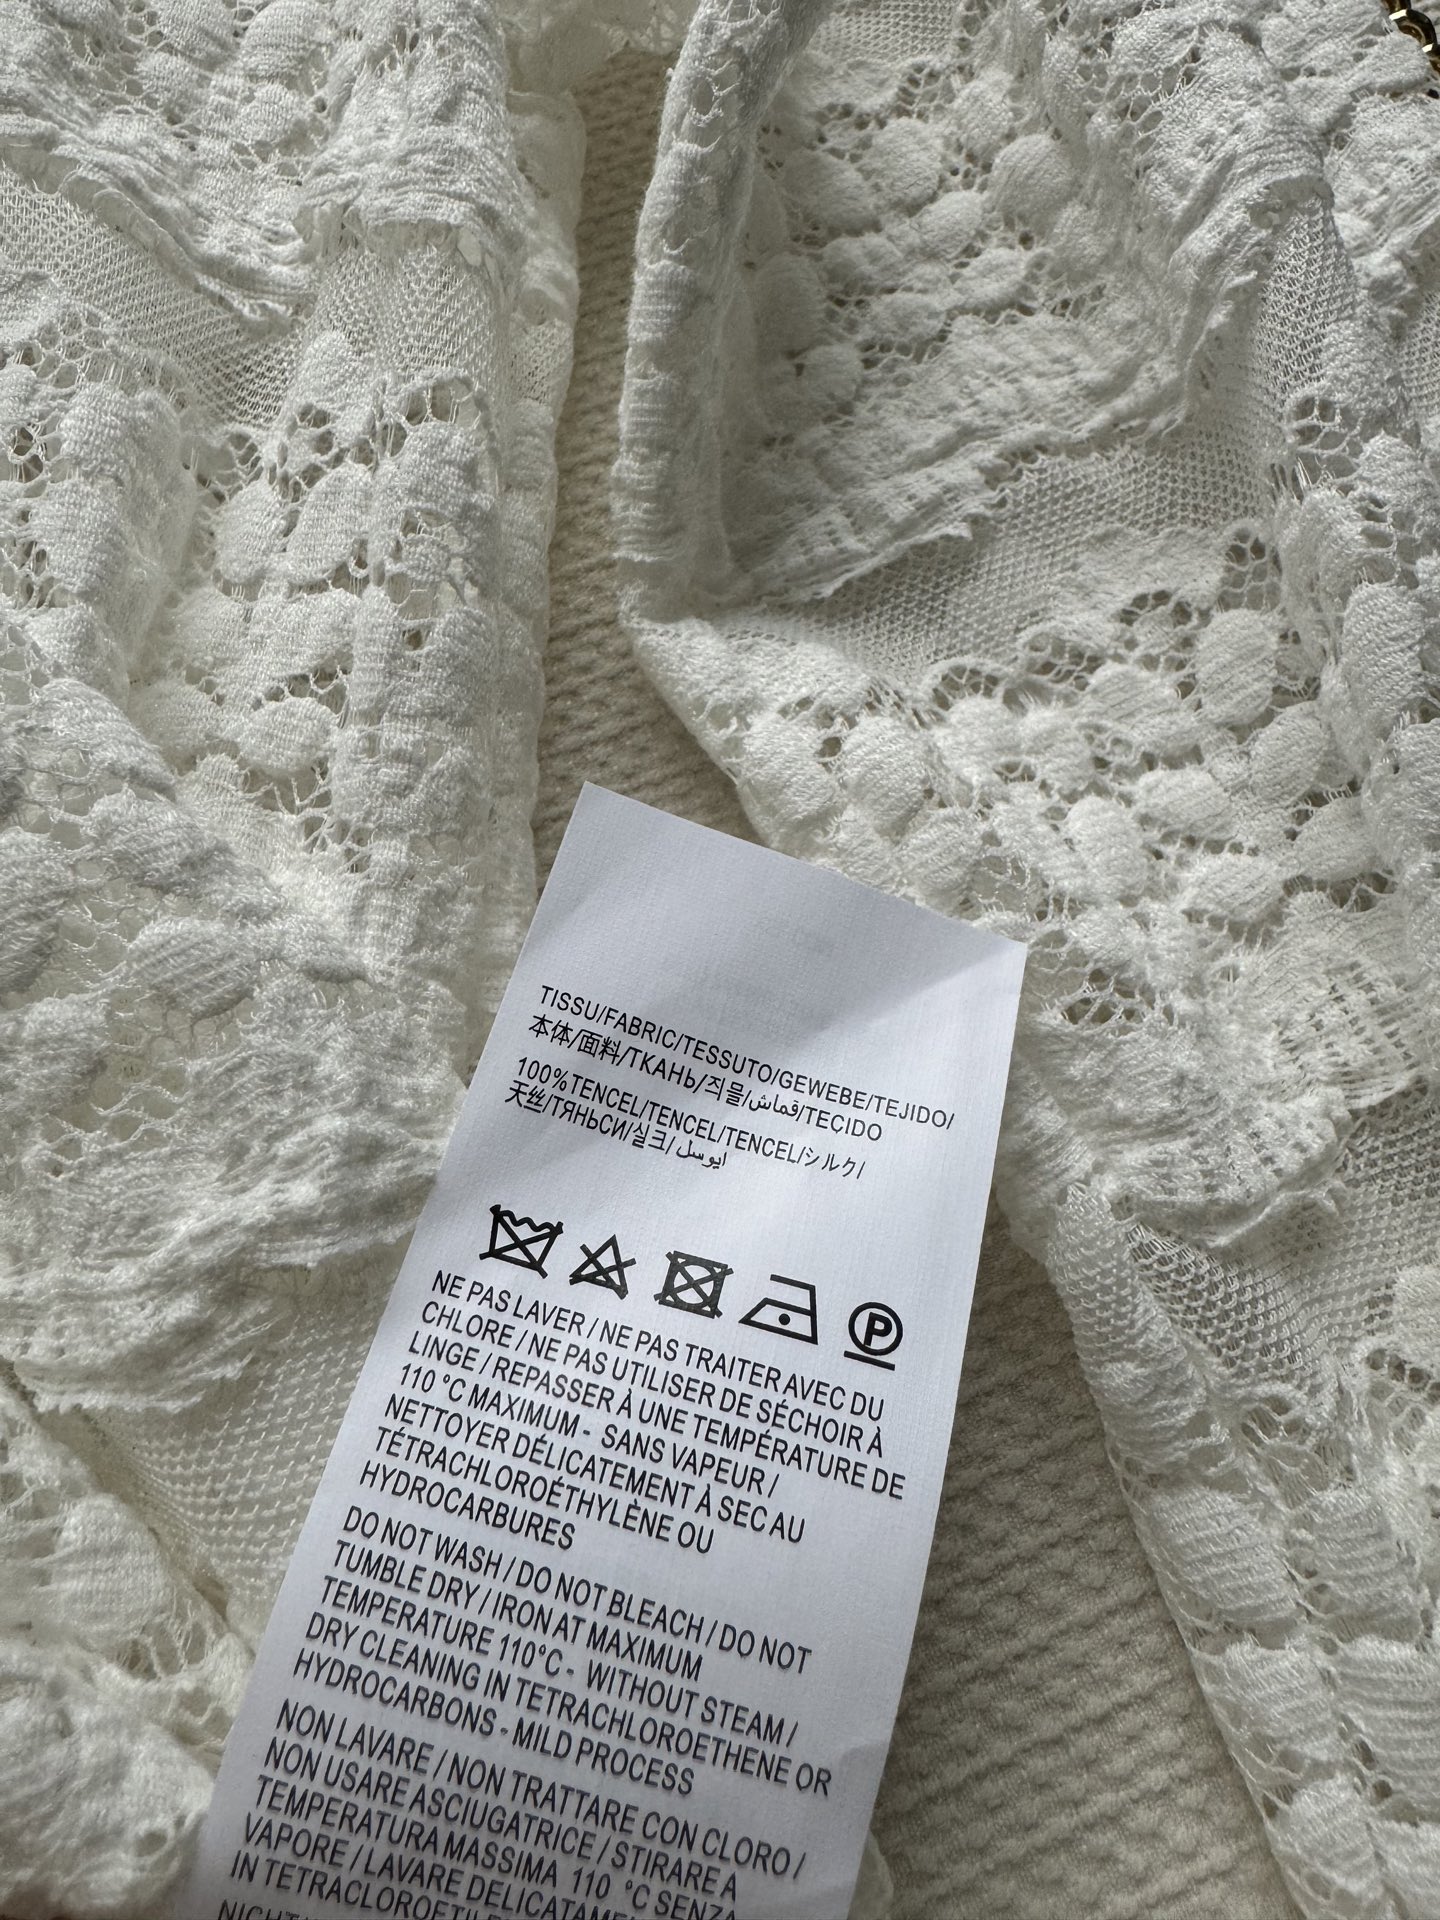 TISSU/FABRIC/TESSUTO/GEWEBE/TEJIDO/
本体/面料/ТКАНЬ/직물/قماش/TECIDO
100%TENCEL/TENCEL/TENCEL/シルク/
天丝/ТЯНЬСИ/실크/ايوسل
P
NE PAS LAVER / NE PAS TRAITER AVEC DU
CHLORE / NE PAS UTILISER DE SÉCHOIR À
LINGE / REPASSER À UNE TEMPÉRATURE DE
110 °C MAXIMUM - SANS VAPEUR /
NETTOYER DÉLICATEMENT À SEC AU
TÉTRACHLOROÉTHYLÈNE OU
HYDROCARBURES
DO NOT WASH / DO NOT BLEACH / DO NOT
TUMBLE DRY / IRON AT MAXIMUM
TEMPERATURE 110°C - WITHOUT STEAM /
DRY CLEANING IN TETRACHLOROETHENE OR
HYDROCARBONS - MILD PROCESS
NON LAVARE / NON TRATTARE CON CLORO /
NON USARE ASCIUGATRICE / STIRARE A
TEMPERATURA MASSIMA 110 °C SENZA
VAPORE / LAVARE DELICATAME
IN TETRACLOROETILE